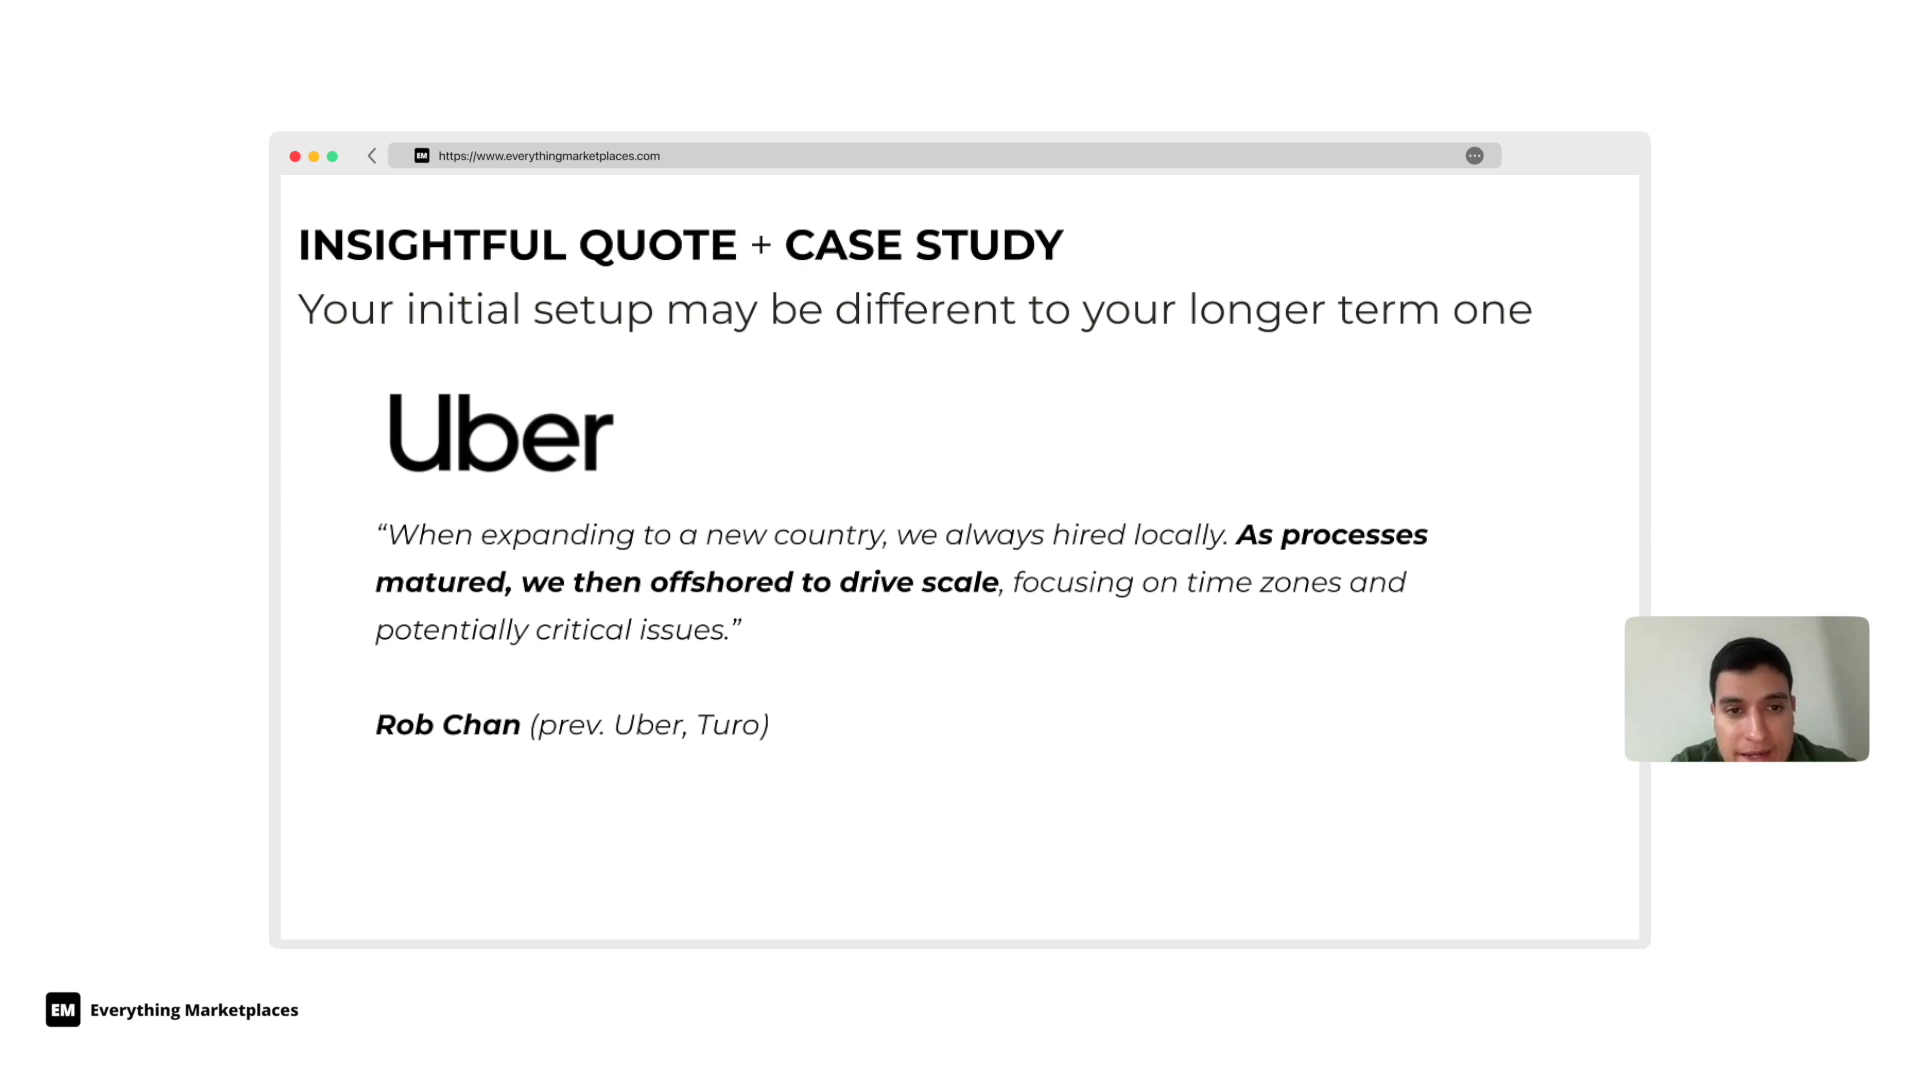 EM https://www.everythingmarketplaces.com
INSIGHTFUL QUOTE + CASE STUDY
Your initial setup may be different to your longer term one
Uber
“When expanding to a new country, we always hired locally. As processes
matured, we then offshored to drive scale, focusing on time zones and
potentially critical issues.”
Rob Chan (prev. Uber, Turo)
EM Everything Marketplaces